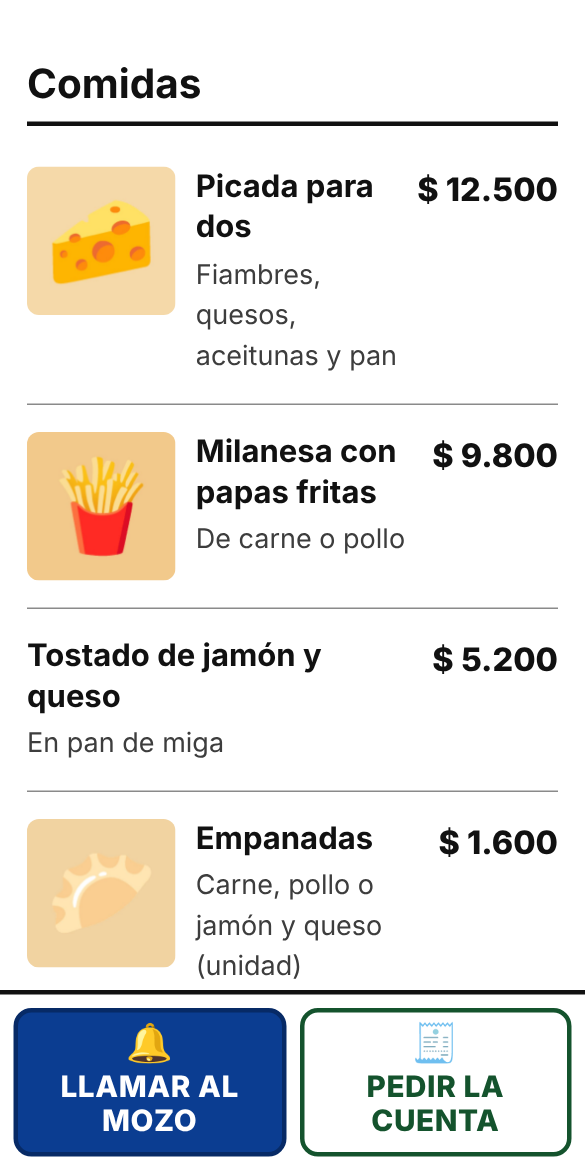 Comidas
Picada para
dos
$ 12.500
Fiambres,
quesos,
aceitunas y pan
Milanesa con
papas fritas
$ 9.800
De carne o pollo
Tostado de jamón y
queso
$ 5.200
En pan de miga
Empanadas
$ 1.600
Carne, pollo o
jamón y queso
(unidad)
LLAMAR AL
MOZO
PEDIR LA
CUENTA